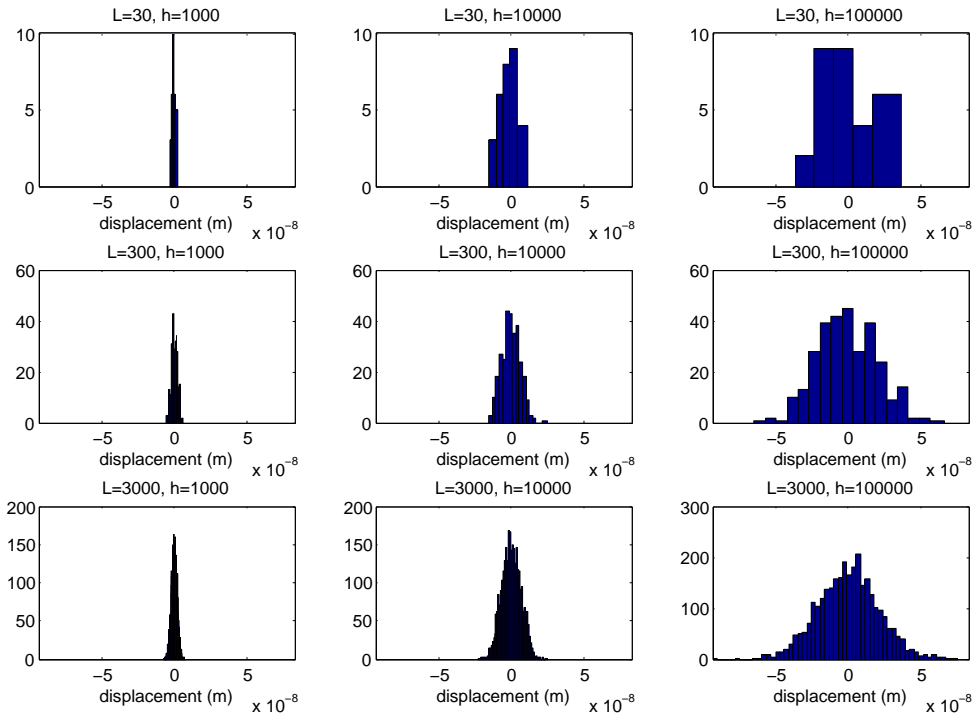 L=30, h=1000
L=30, h=10000
L=30, h=100000
10
5
0
−5 0 5
displacement (m)
x 10⁻⁸
10
5
0
−5 0 5
displacement (m)
x 10⁻⁸
10
5
0
−5 0 5
displacement (m)
x 10⁻⁸
L=300, h=1000
L=300, h=10000
L=300, h=100000
60
40
20
0
−5 0 5
displacement (m)
x 10⁻⁸
60
40
20
0
−5 0 5
displacement (m)
x 10⁻⁸
60
40
20
0
−5 0 5
displacement (m)
x 10⁻⁸
L=3000, h=1000
L=3000, h=10000
L=3000, h=100000
200
150
100
50
0
−5 0 5
displacement (m)
x 10⁻⁸
200
150
100
50
0
−5 0 5
displacement (m)
x 10⁻⁸
300
200
100
0
−5 0 5
displacement (m)
x 10⁻⁸